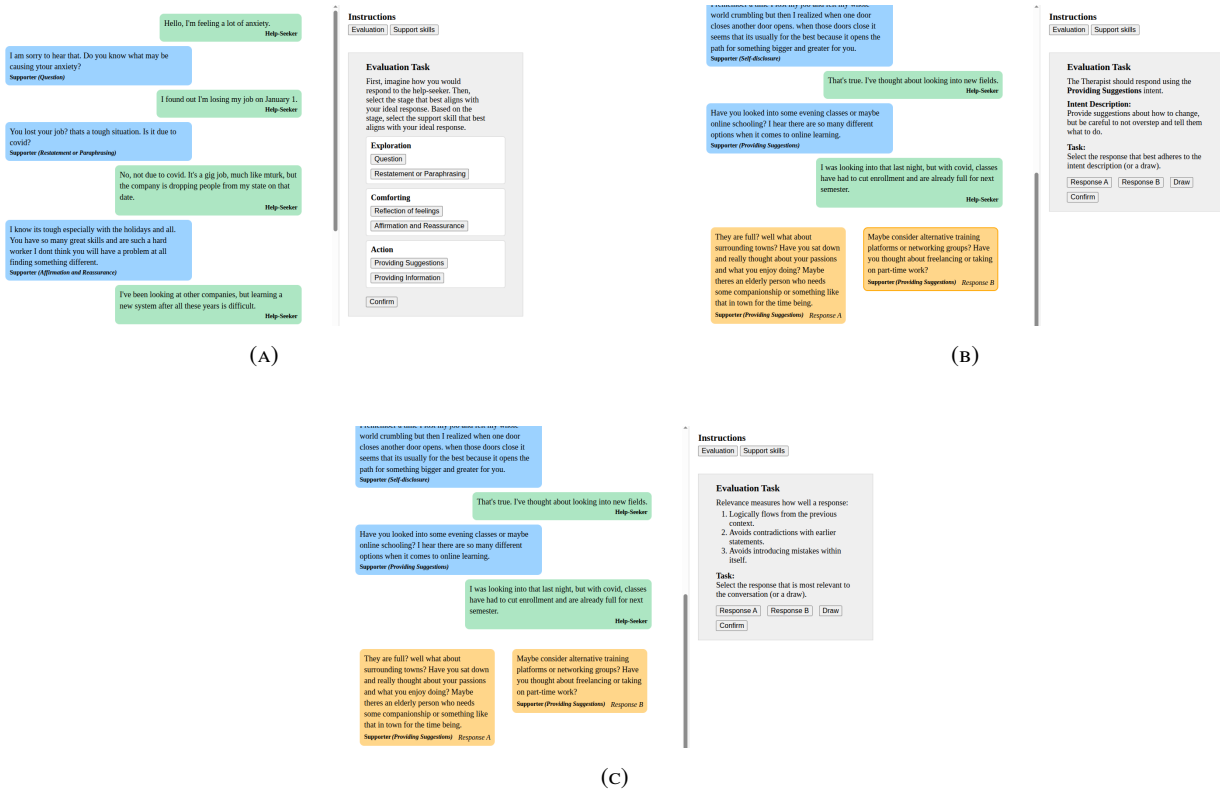 Hello, I'm feeling a lot of anxiety.
Help-Seeker
I am sorry to hear that. Do you know what may be
causing ytour anxiety?
Supporter (Question)
I found out I'm losing my job on January 1.
Help-Seeker
You lost your job? thats a tough situation. Is it due to
covid?
Supporter (Restatement or Paraphrasing)
No, not due to covid. It's a gig job, much like mturk, but
the company is dropping people from my state on that
date.
Help-Seeker
I know its tough especially with the holidays and all.
You have so many great skills and are such a hard
worker I dont think you will have a problem at all
finding something different.
Supporter (Affirmation and Reassurance)
I've been looking at other companies, but learning a
new system after all these years is difficult.
Help-Seeker
Instructions
Evaluation Support skills
Evaluation Task
First, imagine how you would
respond to the help-seeker. Then,
select the stage that best aligns with
your ideal response. Based on the
stage, select the support skill that best
aligns with your ideal response.
Exploration
Question
Restatement or Paraphrasing
Comforting
Reflection of feelings
Affirmation and Reassurance
Action
Providing Suggestions
Providing Information
Confirm
(A)
world crumbling but then I realized when one door
closes another door opens. when those doors close it
seems that its usually for the best because it opens the
path for something bigger and greater for you.
Supporter (Self-disclosure)
That's true. I've thought about looking into new fields.
Help-Seeker
Have you looked into some evening classes or maybe
online schooling? I hear there are so many different
options when it comes to online learning.
Supporter (Providing Suggestions)
I was looking into that last night, but with covid, classes
have had to cut enrollment and are already full for next
semester.
Help-Seeker
They are full? well what about
surrounding towns? Have you sat down
and really thought about your passions
and what you enjoy doing? Maybe
theres an elderly person who needs
some companionship or something like
that in town for the time being.
Supporter (Providing Suggestions) Response A
Maybe consider alternative training
platforms or networking groups? Have
you thought about freelancing or taking
on part-time work?
Supporter (Providing Suggestions) Response B
Instructions
Evaluation Support skills
Evaluation Task
The Therapist should respond using the
Providing Suggestions intent.
Intent Description:
Provide suggestions about how to change,
but be careful to not overstep and tell them
what to do.
Task:
Select the response that best adheres to the
intent description (or a draw).
Response A Response B Draw
Confirm
(B)
world crumbling but then I realized when one door
closes another door opens. when those doors close it
seems that its usually for the best because it opens the
path for something bigger and greater for you.
Supporter (Self-disclosure)
That's true. I've thought about looking into new fields.
Help-Seeker
Have you looked into some evening classes or maybe
online schooling? I hear there are so many different
options when it comes to online learning.
Supporter (Providing Suggestions)
I was looking into that last night, but with covid, classes
have had to cut enrollment and are already full for next
semester.
Help-Seeker
They are full? well what about
surrounding towns? Have you sat down
and really thought about your passions
and what you enjoy doing? Maybe
theres an elderly person who needs
some companionship or something like
that in town for the time being.
Supporter (Providing Suggestions) Response A
Maybe consider alternative training
platforms or networking groups? Have
you thought about freelancing or taking
on part-time work?
Supporter (Providing Suggestions) Response B
Instructions
Evaluation Support skills
Evaluation Task
Relevance measures how well a response:
1. Logically flows from the previous
context.
2. Avoids contradictions with earlier
statements.
3. Avoids introducing mistakes within
itself.
Task:
Select the response that is most relevant to
the conversation (or a draw).
Response A Response B Draw
Confirm
(C)